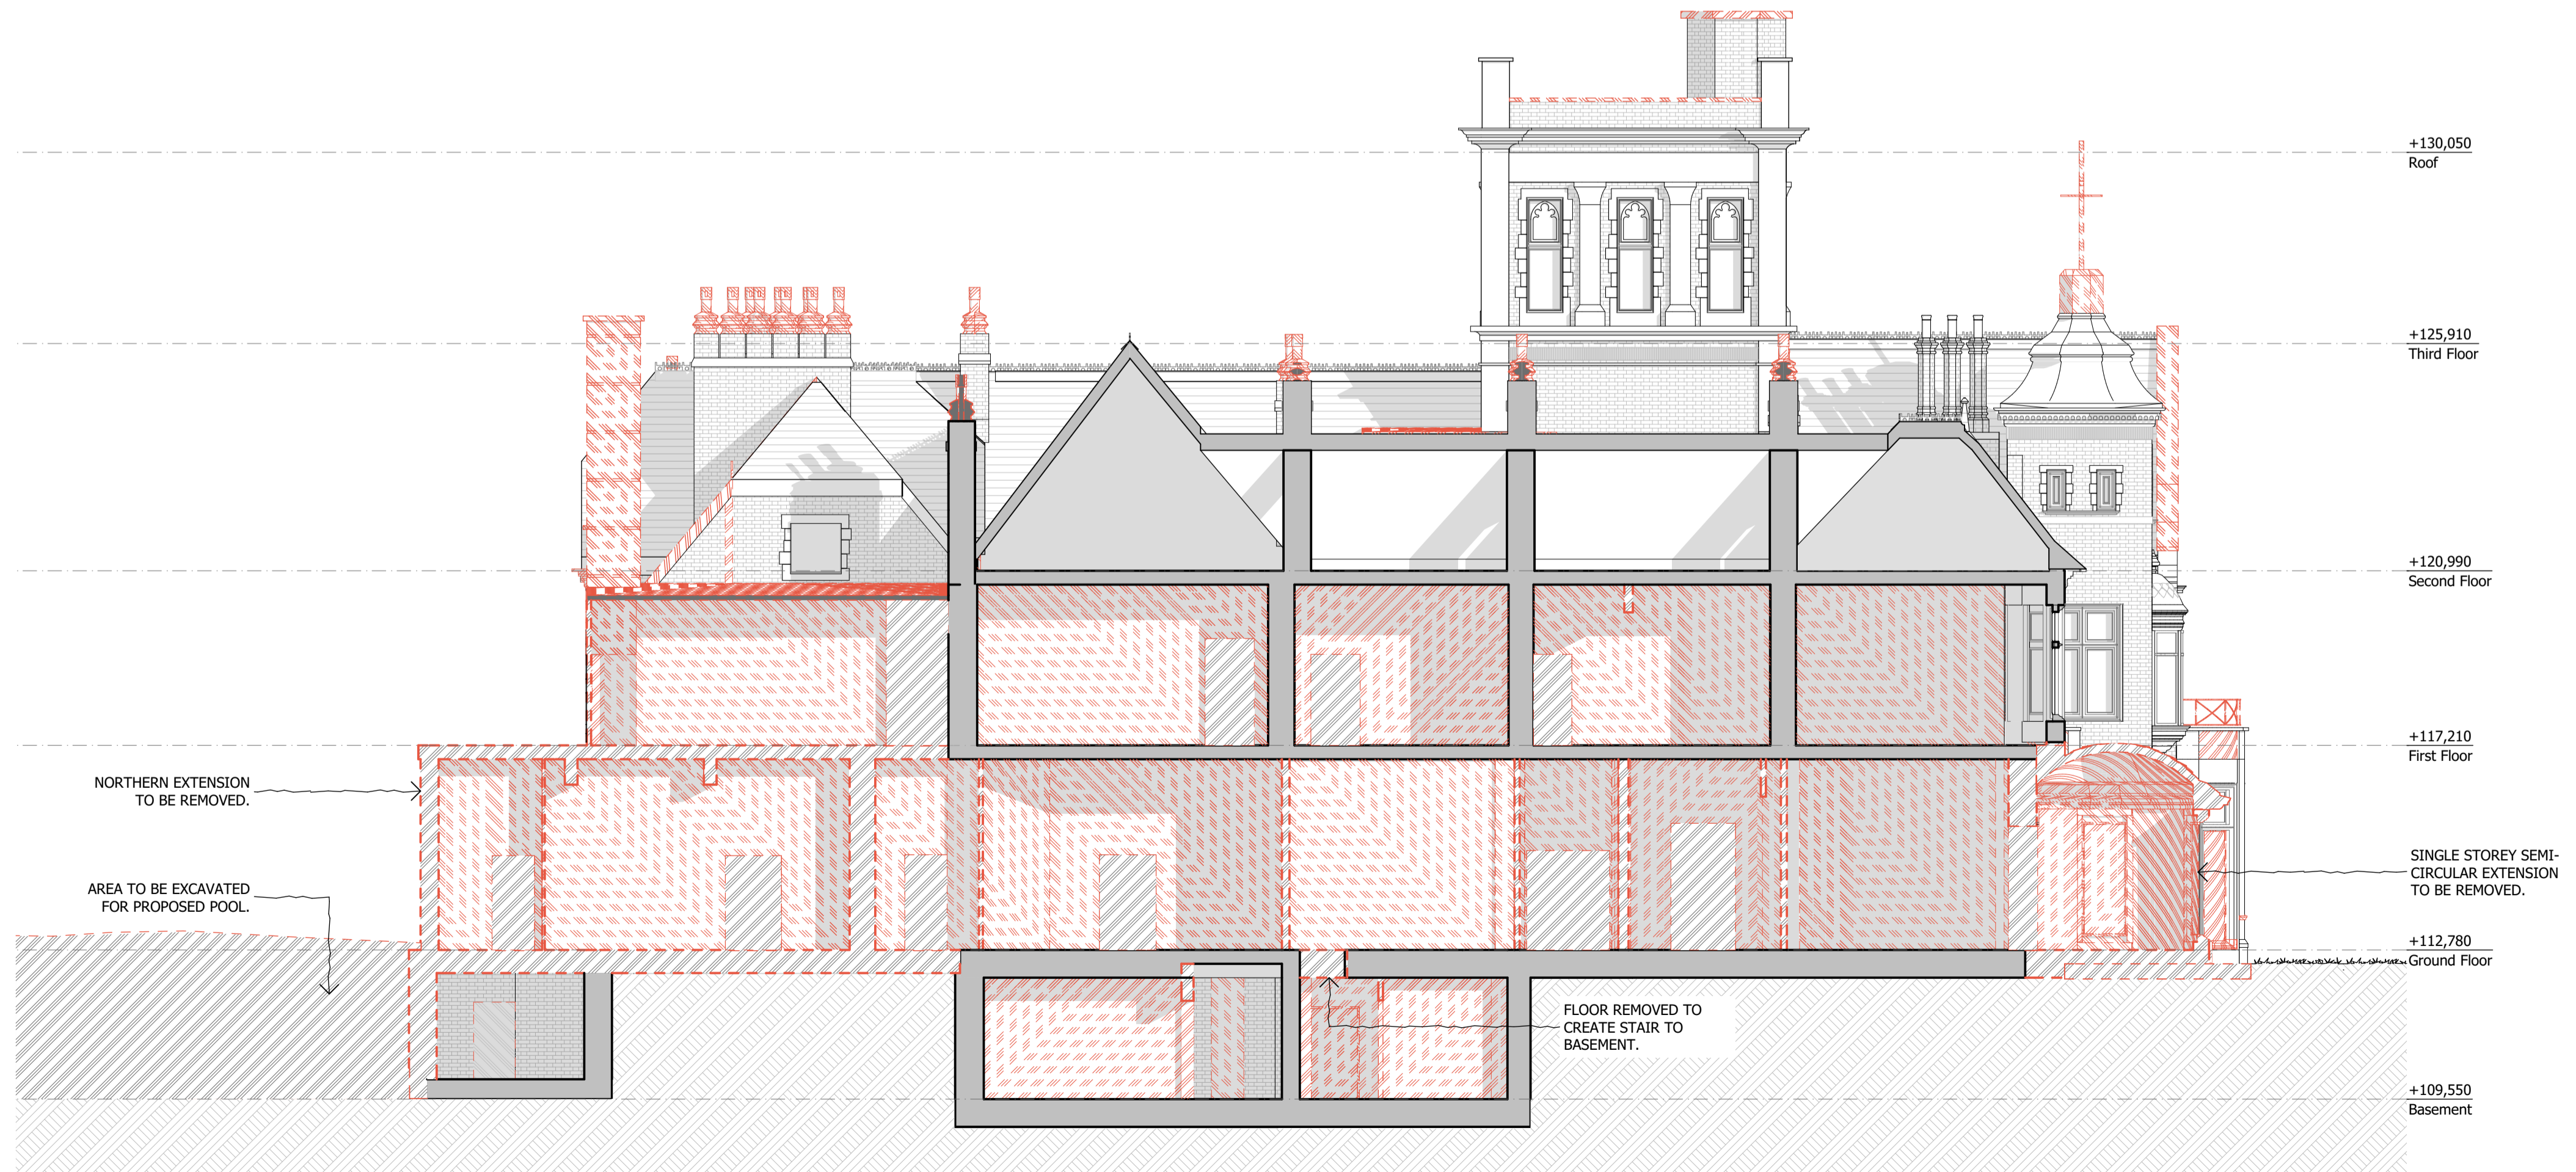 +130,050
Roof
+125,910
Third Floor
+120,990
Second Floor
+117,210
First Floor
NORTHERN EXTENSION
TO BE REMOVED.
AREA TO BE EXCAVATED
FOR PROPOSED POOL.
SINGLE STOREY SEMI-
CIRCULAR EXTENSION
TO BE REMOVED.
+112,780
Ground Floor
FLOOR REMOVED TO
CREATE STAIR TO
BASEMENT.
+109,550
Basement